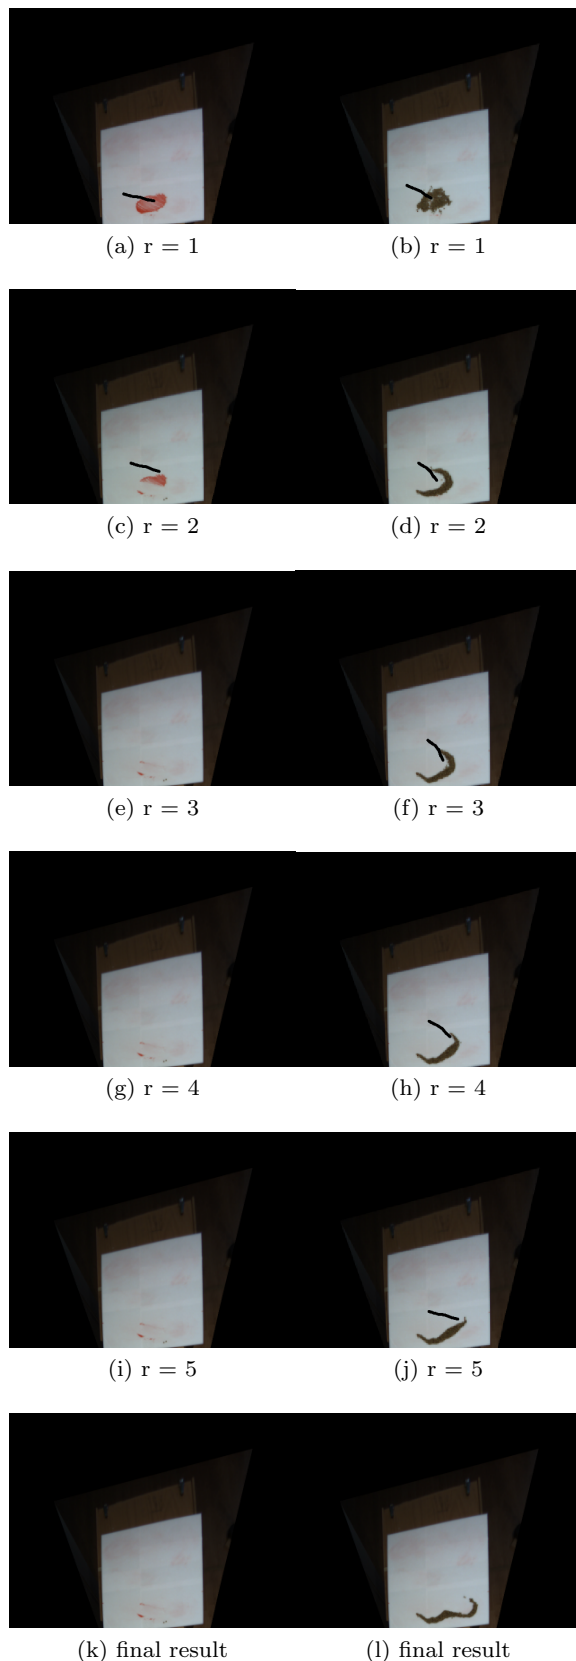 (a) r = 1
(b) r = 1
(c) r = 2
(d) r = 2
(e) r = 3
(f) r = 3
(g) r = 4
(h) r = 4
(i) r = 5
(j) r = 5
(k) final result
(l) final result